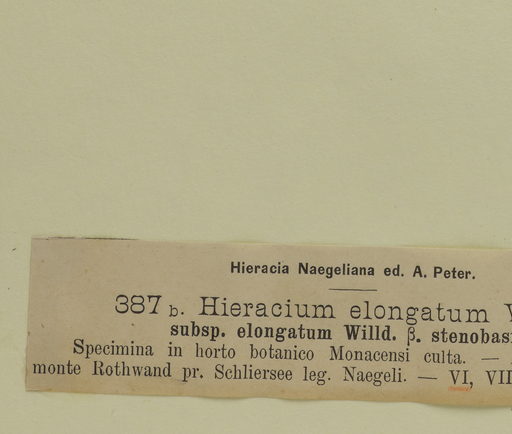 Hieracia Naegeliana ed. A. Peter.
387 b. Hieracium elongatum
subsp. elongatum Willd. β. stenobasi
Specimina in horto botanico Monacensi culta. —
monte Rothwand pr. Schliersee leg. Naegeli. — VI, VII